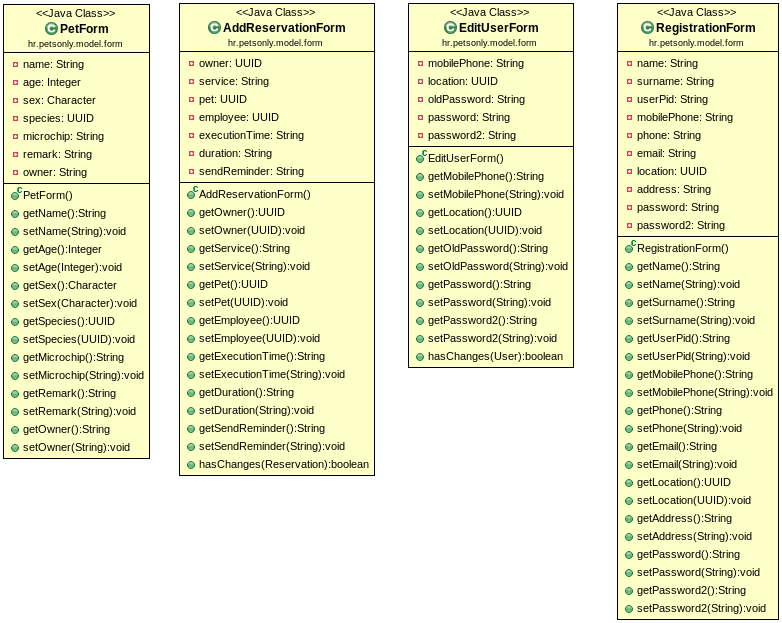 <<Java Class>>
PetForm
hr.petsonly.model.form
name: String
age: Integer
sex: Character
species: UUID
microchip: String
remark: String
owner: String
PetForm()
getName():String
setName(String):void
getAge():Integer
setAge(Integer):void
getSex():Character
setSex(Character):void
getSpecies():UUID
setSpecies(UUID):void
getMicrochip():String
setMicrochip(String):void
getRemark():String
setRemark(String):void
getOwner():String
setOwner(String):void
<<Java Class>>
AddReservationForm
hr.petsonly.model.form
owner: UUID
service: String
pet: UUID
employee: UUID
executionTime: String
duration: String
sendReminder: String
AddReservationForm()
getOwner():UUID
setOwner(UUID):void
getService():String
setService(String):void
getPet():UUID
setPet(UUID):void
getEmployee():UUID
setEmployee(UUID):void
getExecutionTime():String
setExecutionTime(String):void
getDuration():String
setDuration(String):void
getSendReminder():String
setSendReminder(String):void
hasChanges(Reservation):boolean
<<Java Class>>
EditUserForm
hr.petsonly.model.form
mobilePhone: String
location: UUID
oldPassword: String
password: String
password2: String
EditUserForm()
getMobilePhone():String
setMobilePhone(String):void
getLocation():UUID
setLocation(UUID):void
getOldPassword():String
setOldPassword(String):void
getPassword():String
setPassword(String):void
getPassword2():String
setPassword2(String):void
hasChanges(User):boolean
<<Java Class>>
RegistrationForm
hr.petsonly.model.form
name: String
surname: String
userPid: String
mobilePhone: String
phone: String
email: String
location: UUID
address: String
password: String
password2: String
RegistrationForm()
getName():String
setName(String):void
getSurname():String
setSurname(String):void
getUserPid():String
setUserPid(String):void
getMobilePhone():String
setMobilePhone(String):void
getPhone():String
setPhone(String):void
getEmail():String
setEmail(String):void
getLocation():UUID
setLocation(UUID):void
getAddress():String
setAddress(String):void
getPassword():String
setPassword(String):void
getPassword2():String
setPassword2(String):void